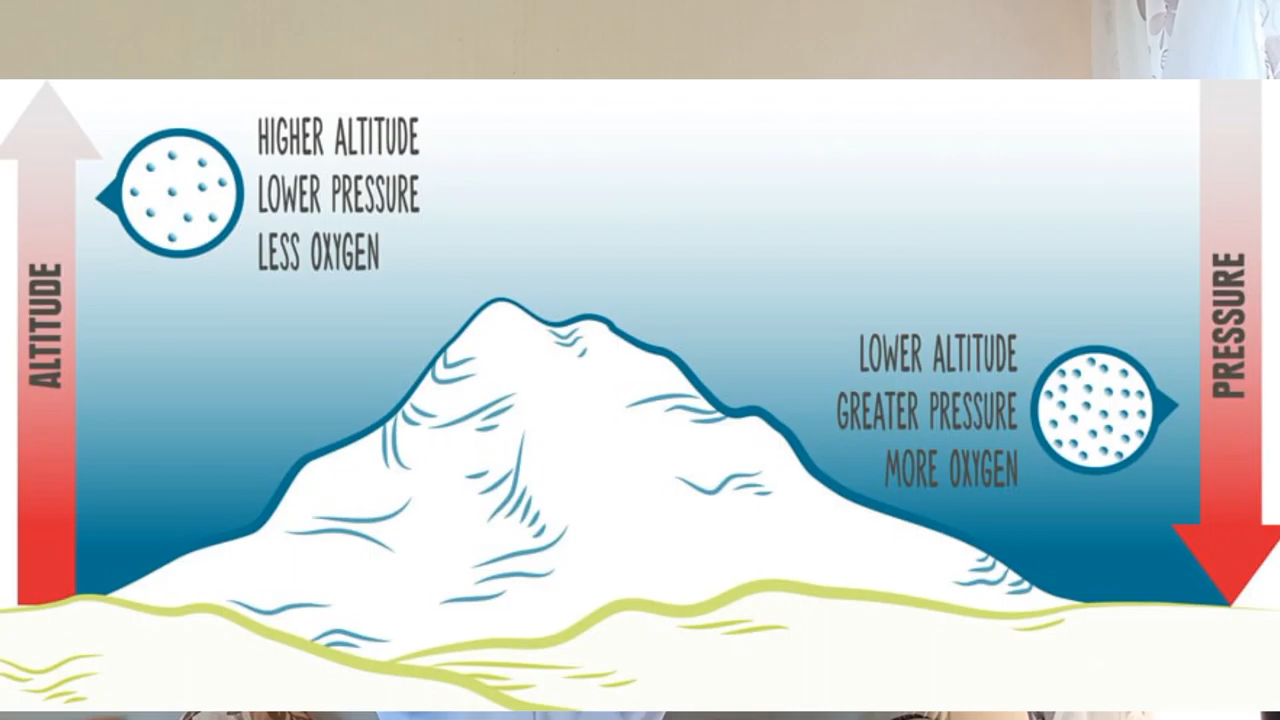 HIGHER ALTITUDE
LOWER PRESSURE
LESS OXYGEN
ALTITUDE
PRESSURE
LOWER ALTITUDE
GREATER PRESSURE
MORE OXYGEN